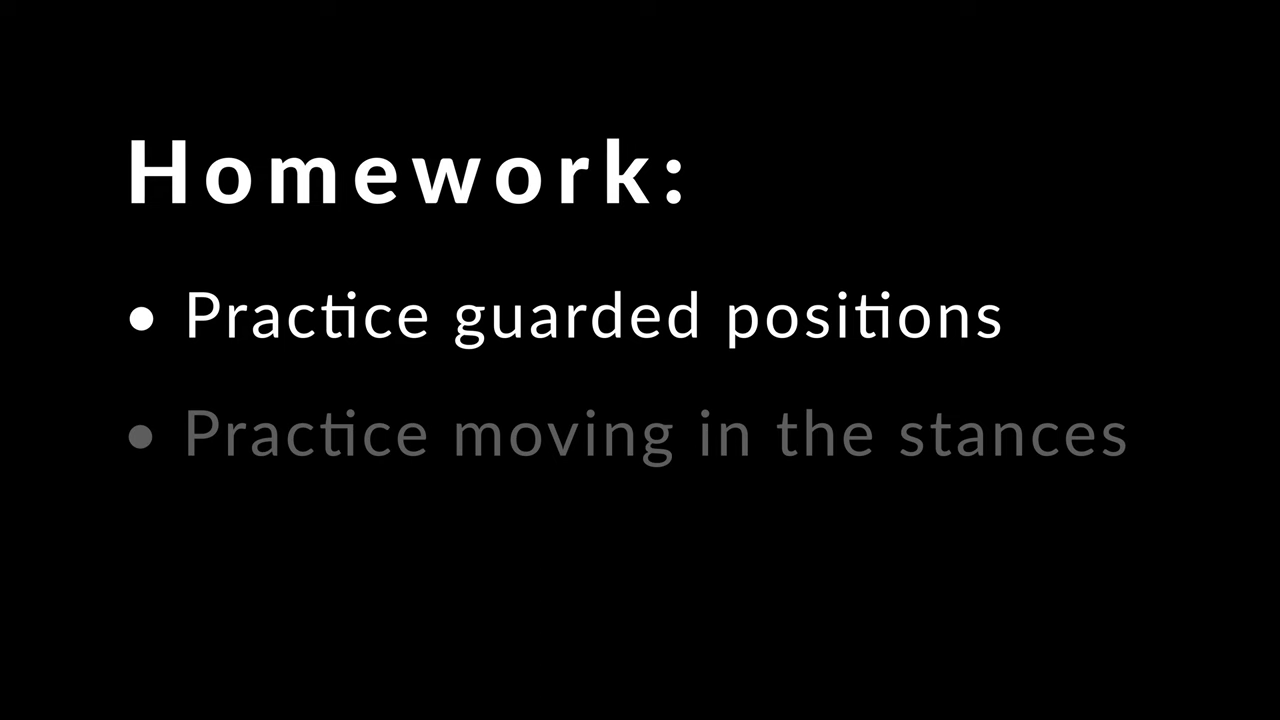 Homework:
• Practice guarded positions
• Practice moving in the stances